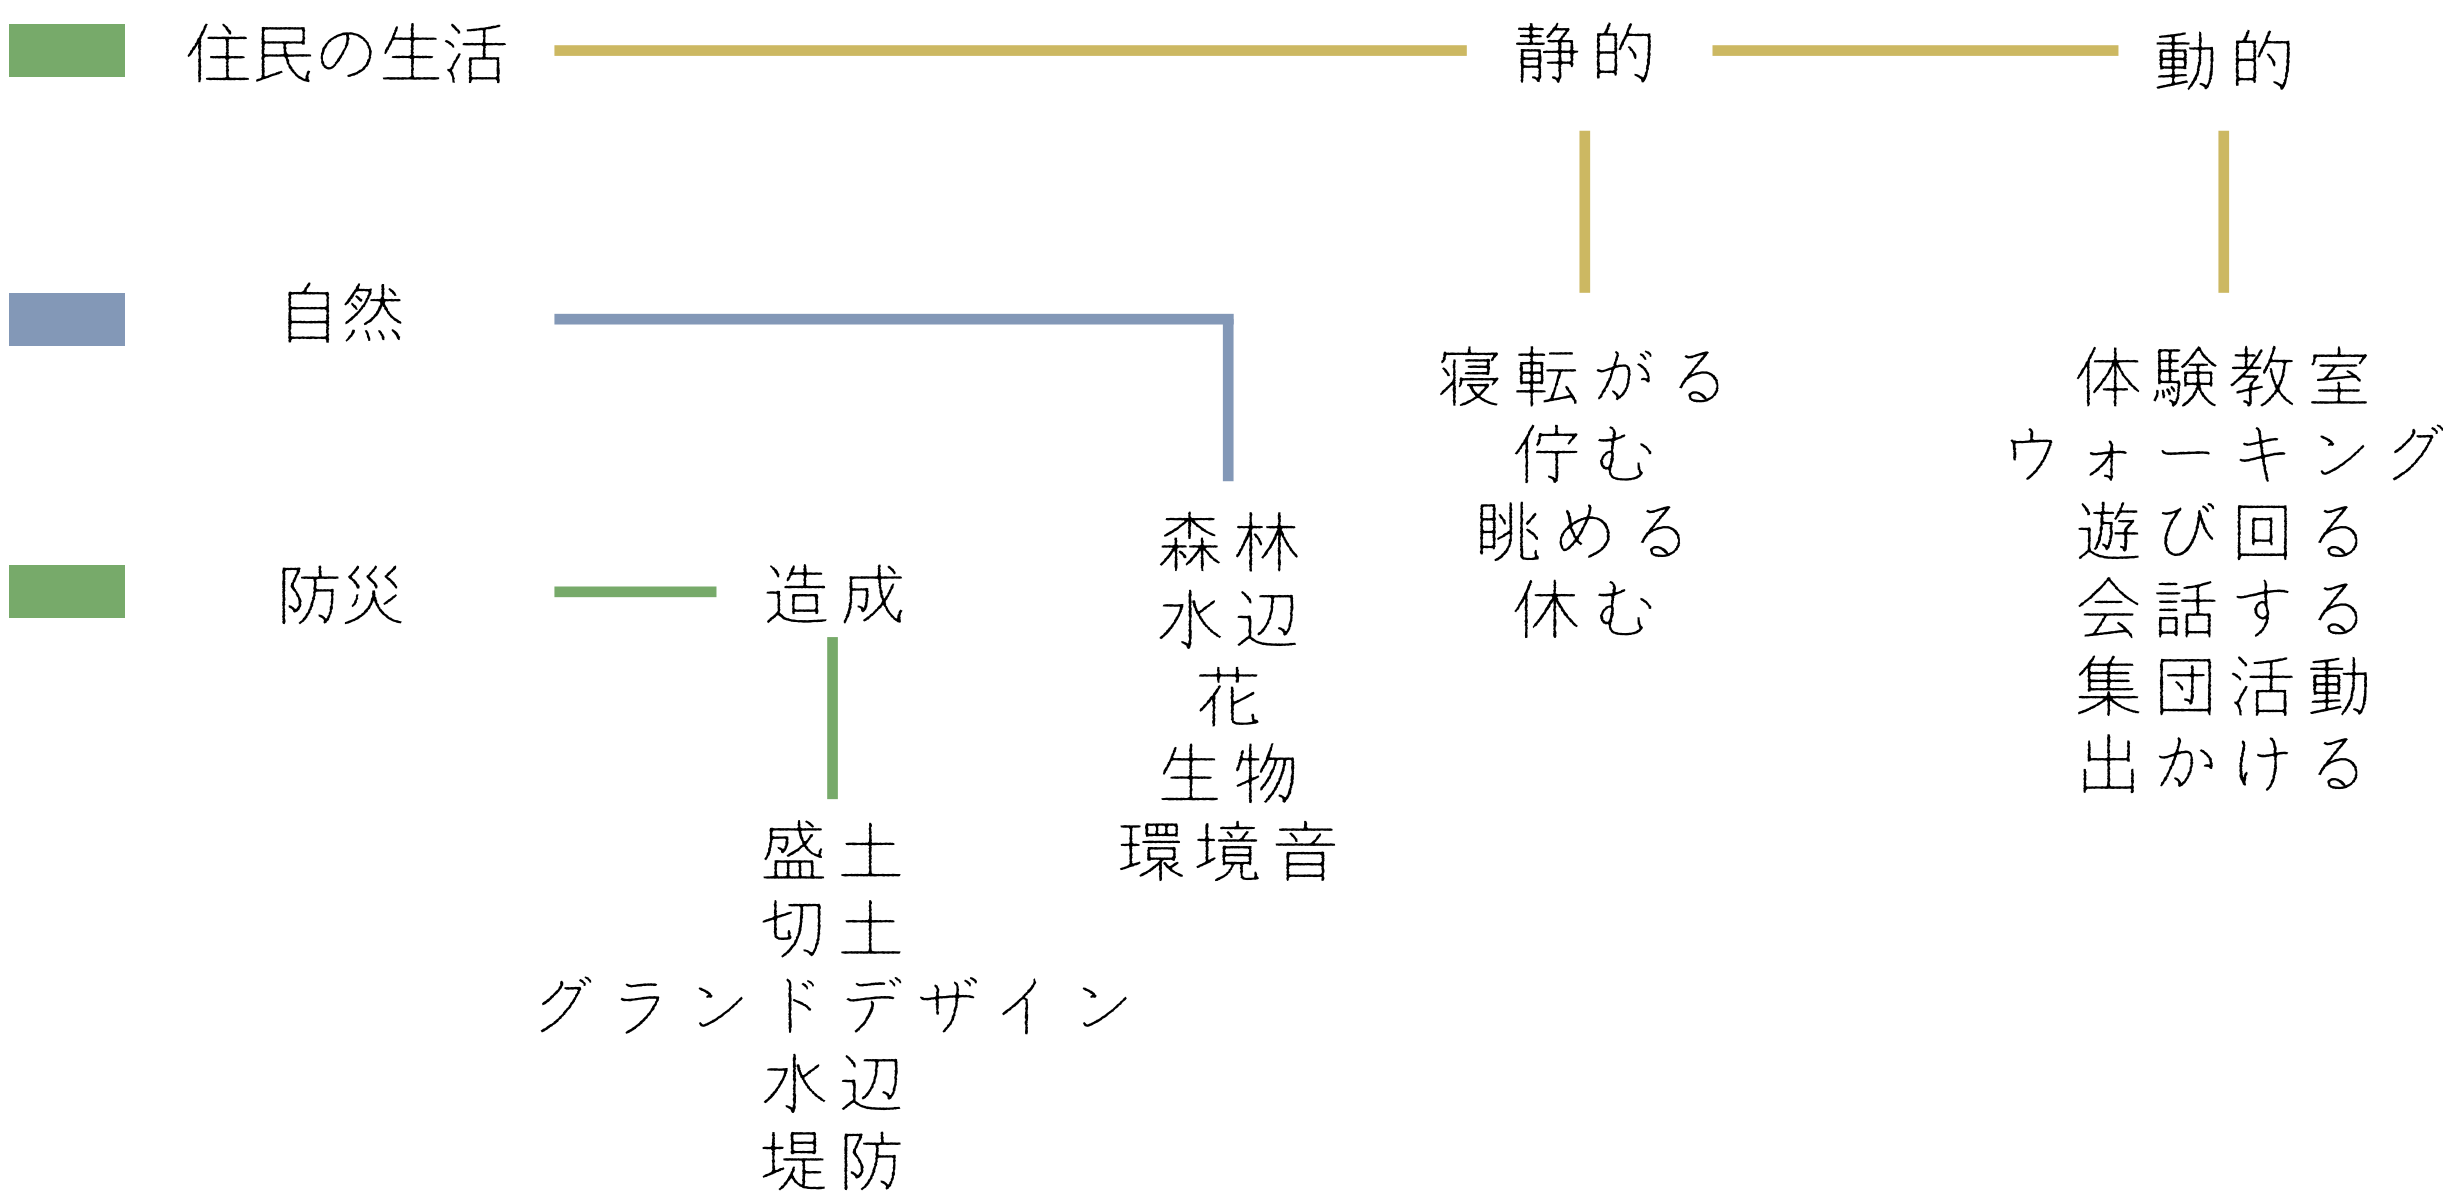 住民の生活
静的
動的
自然
寝転がる
佇む
眺める
休む
体験教室
ウォーキング
遊び回る
会話する
集団活動
出かける
森林
水辺
花
生物
環境音
防災
造成
盛土
切土
グランドデザイン
水辺
堤防